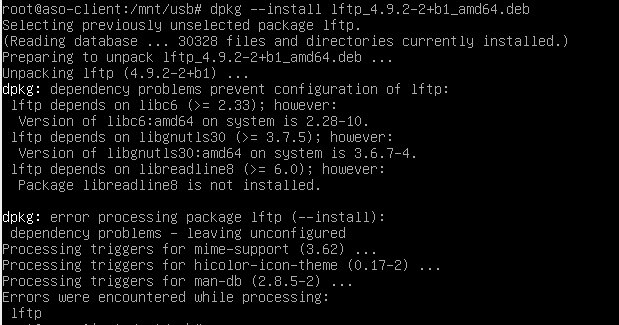 root@aso-client:/mnt/usb# dpkg --install lftp_4.9.2-2+b1_amd64.deb
Selecting previously unselected package lftp.
(Reading database ... 30328 files and directories currently installed.)
Preparing to unpack lftp_4.9.2-2+b1_amd64.deb ...
Unpacking lftp (4.9.2-2+b1) ...
dpkg: dependency problems prevent configuration of lftp:
 lftp depends on libc6 (>= 2.33); however:
  Version of libc6:amd64 on system is 2.28-10.
 lftp depends on libgnutls30 (>= 3.7.5); however:
  Version of libgnutls30:amd64 on system is 3.6.7-4.
 lftp depends on libreadline8 (>= 6.0); however:
  Package libreadline8 is not installed.
dpkg: error processing package lftp (--install):
 dependency problems - leaving unconfigured
Processing triggers for mime-support (3.62) ...
Processing triggers for hicolor-icon-theme (0.17-2) ...
Processing triggers for man-db (2.8.5-2) ...
Errors were encountered while processing:
 lftp